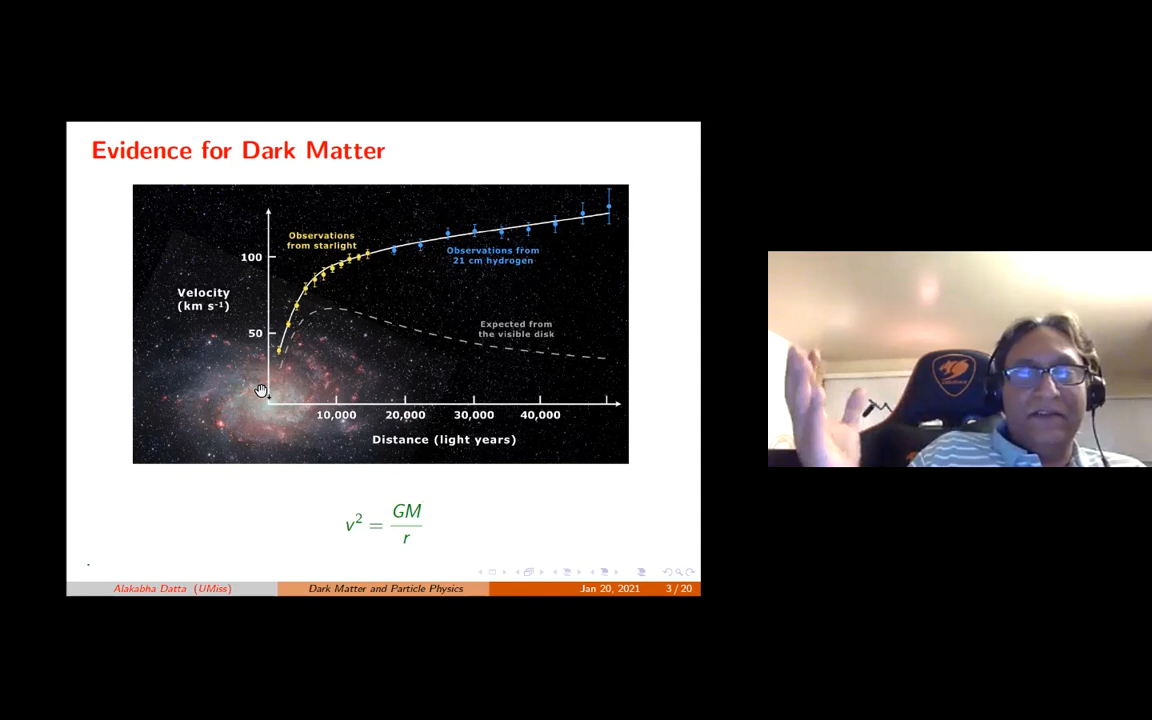 Evidence for Dark Matter
Observations
from starlight
100
Observations from
21 cm hydrogen
Velocity
(km s⁻¹)
Expected from
the visible disk
50
10,000 20,000 30,000 40,000
Distance (light years)
v² = GM/r
Alakabha Datta (UMiss) Dark Matter and Particle Physics Jan 20, 2021 3 / 20